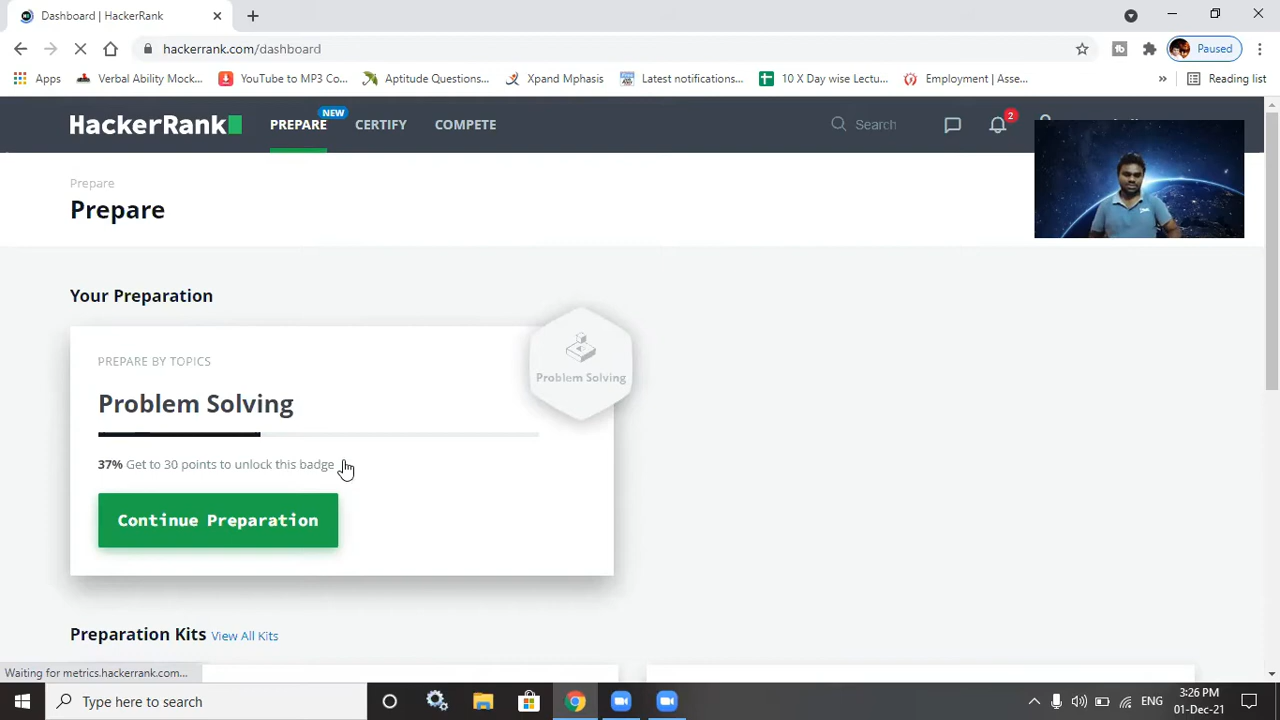 Dashboard | HackerRank
hackerrank.com/dashboard
Paused
Apps
Verbal Ability Mock...
YouTube to MP3 Co...
Aptitude Questions...
Xpand Mphasis
Latest notifications...
10 X Day wise Lectu...
Employment | Asse...
»
Reading list
HackerRank
PREPARE
NEW
CERTIFY
COMPETE
Search
2
Prepare
Prepare
Your Preparation
PREPARE BY TOPICS
Problem Solving
Problem Solving
37% Get to 30 points to unlock this badge
Continue Preparation
Preparation Kits View All Kits
Waiting for metrics.hackerrank.com...
Type here to search
ENG
3:26 PM
01-Dec-21